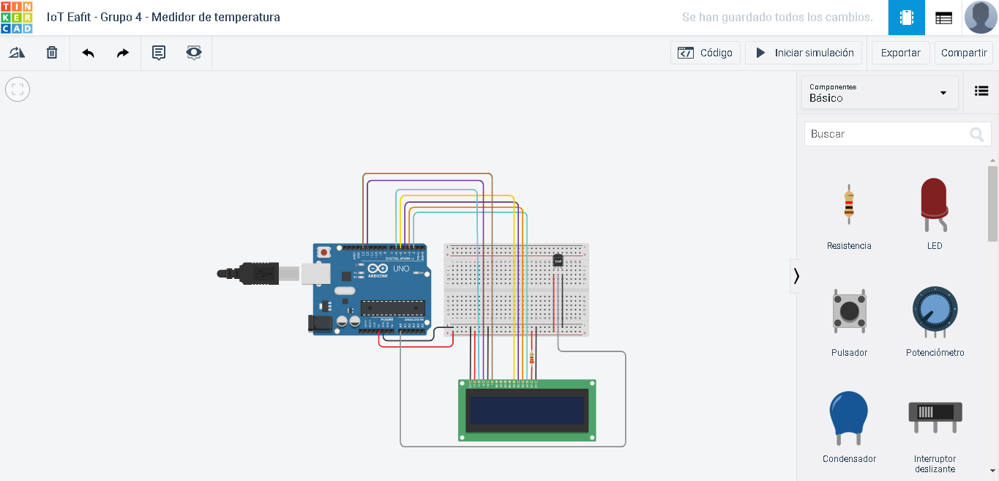 TIN
KER
CAD
IoT Eafit - Grupo 4 - Medidor de temperatura
Se han guardado todos los cambios.
Código
Iniciar simulación
Exportar
Compartir
Componentes
Básico
Buscar
Resistencia
LED
Pulsador
Potenciómetro
Condensador
Interruptor
deslizante
DIGITAL (PWM~)
UNO
ARDUINO
POWER
ANALOG IN
TMP